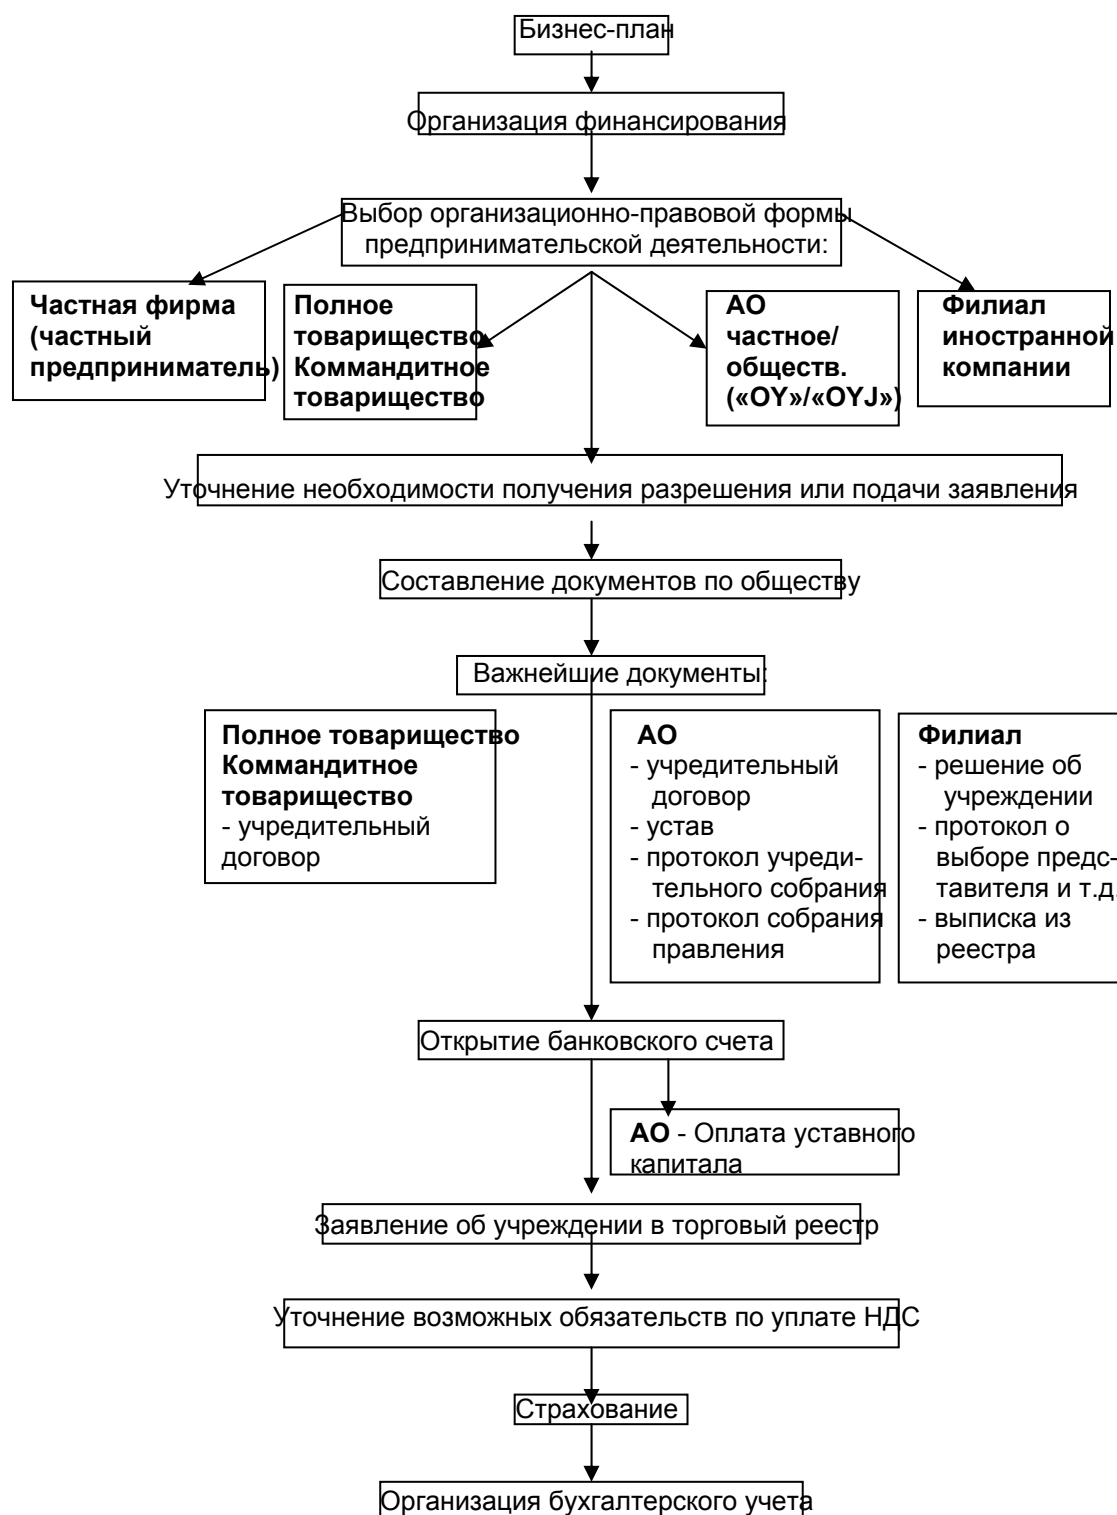 Бизнес-план
Организация финансирования
Выбор организационно-правовой формы
предпринимательской деятельности:
Частная фирма
(частный
предприниматель)
Полное
товарищество
Коммандитное
товарищество
АО
частное/
обществ.
(«OY»/«OYJ»)
Филиал
иностранной
компании
Уточнение необходимости получения разрешения или подачи заявления
Составление документов по обществу
Важнейшие документы:
Полное товарищество
Коммандитное
товарищество
- учредительный
договор
АО
- учредительный
договор
- устав
- протокол учреди-
тельного собрания
- протокол собрания
правления
Филиал
- решение об
учреждении
- протокол о
выборе предс-
тавителя и т.д.
- выписка из
реестра
Открытие банковского счета
АО - Оплата уставного
капитала
Заявление об учреждении в торговый реестр
Уточнение возможных обязательств по уплате НДС
Страхование
Организация бухгалтерского учета